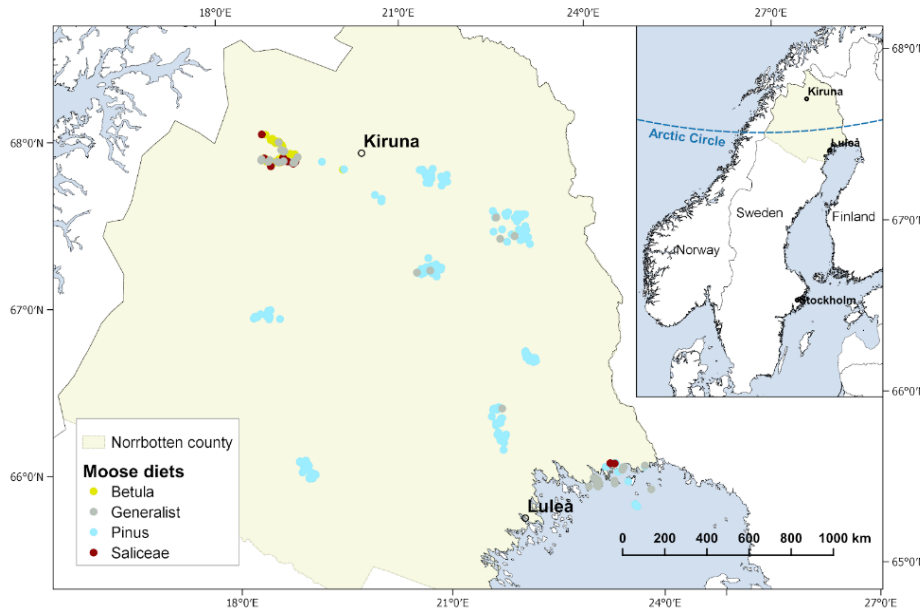 18°0'E 21°0'E 24°0'E 27°0'E
68°0'N
68°0'N
Kiruna
Kiruna
Arctic Circle
Luleå
67°0'N
Sweden
Finland
Norway
67°0'N
Stockholm
66°0'N
Norrbotten county
Moose diets
Betula
Generalist
Pinus
Saliceae
66°0'N
Luleå
0 200 400 600 800 1000 km
65°0'N
18°0'E 21°0'E 24°0'E 27°0'E